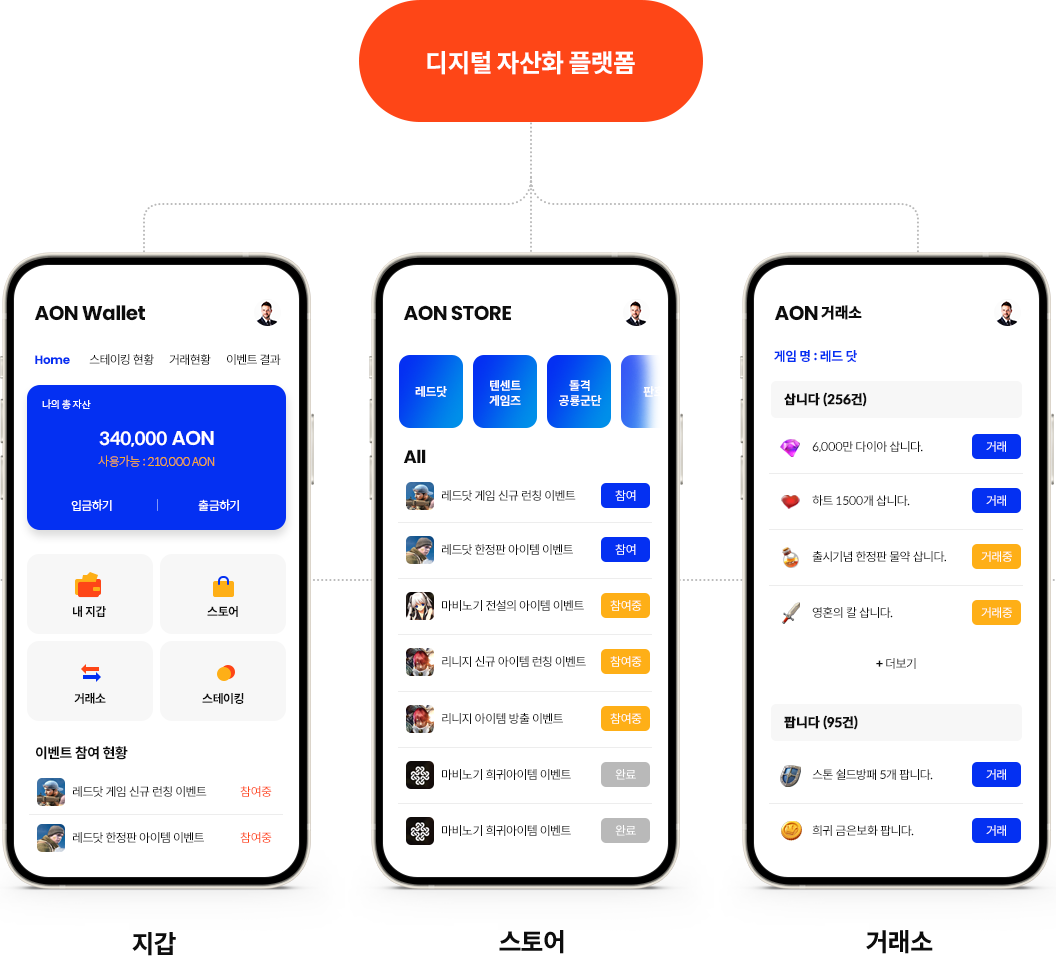 디지털 자산화 플랫폼
AON Wallet
Home 스테이킹 현황 거래현황 이벤트 결과
나의 총 자산
340,000 AON
사용가능 : 210,000 AON
입금하기 출금하기
내 지갑 스토어
거래소 스테이킹
이벤트 참여 현황
레드닷 게임 신규 런칭 이벤트 참여중
레드닷 한정판 아이템 이벤트 참여중
지갑
AON STORE
레드닷
텐센트
게임즈
돌격
공룡군단
All
레드닷 게임 신규 런칭 이벤트 참여
레드닷 한정판 아이템 이벤트 참여
마비노기 전설의 아이템 이벤트 참여중
리니지 신규 아이템 런칭 이벤트 참여중
리니지 아이템 방출 이벤트 참여중
마비노기 희귀아이템 이벤트 완료
마비노기 희귀아이템 이벤트 완료
스토어
AON 거래소
게임 명 : 레드 닷
삽니다 (256건)
6,000만 다이아 삽니다. 거래
하트 1500개 삽니다. 거래
출시기념 한정판 물약 삽니다. 거래중
영혼의 칼 삽니다. 거래중
+ 더보기
팝니다 (95건)
스톤 쉴드방패 5개 팝니다. 거래
희귀 금은보화 팝니다. 거래
거래소